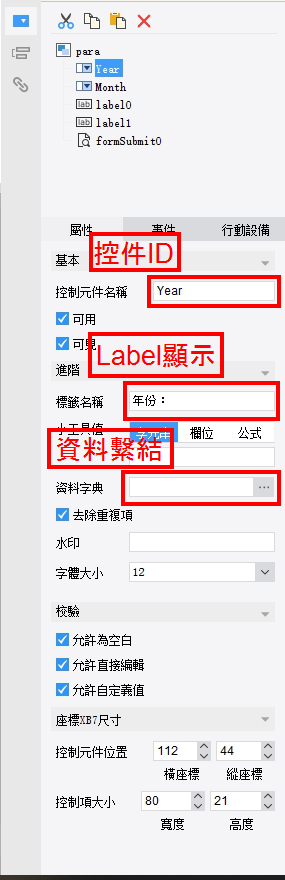 para
Year
Month
label0
label1
formSubmit0
屬性 事件 行動設備
控件ID
基本
控制元件名稱 Year
可用
可見
Label顯示
進階
標籤名稱 年份：
小工具值 字元串 欄位 公式
資料繫結
資料字典 ...
去除重複項
水印
字體大小 12
校驗
允許為空白
允許直接編輯
允許自定義值
座標XB7尺寸
控制元件位置 112 44
橫座標 縱座標
控制項大小 80 21
寬度 高度